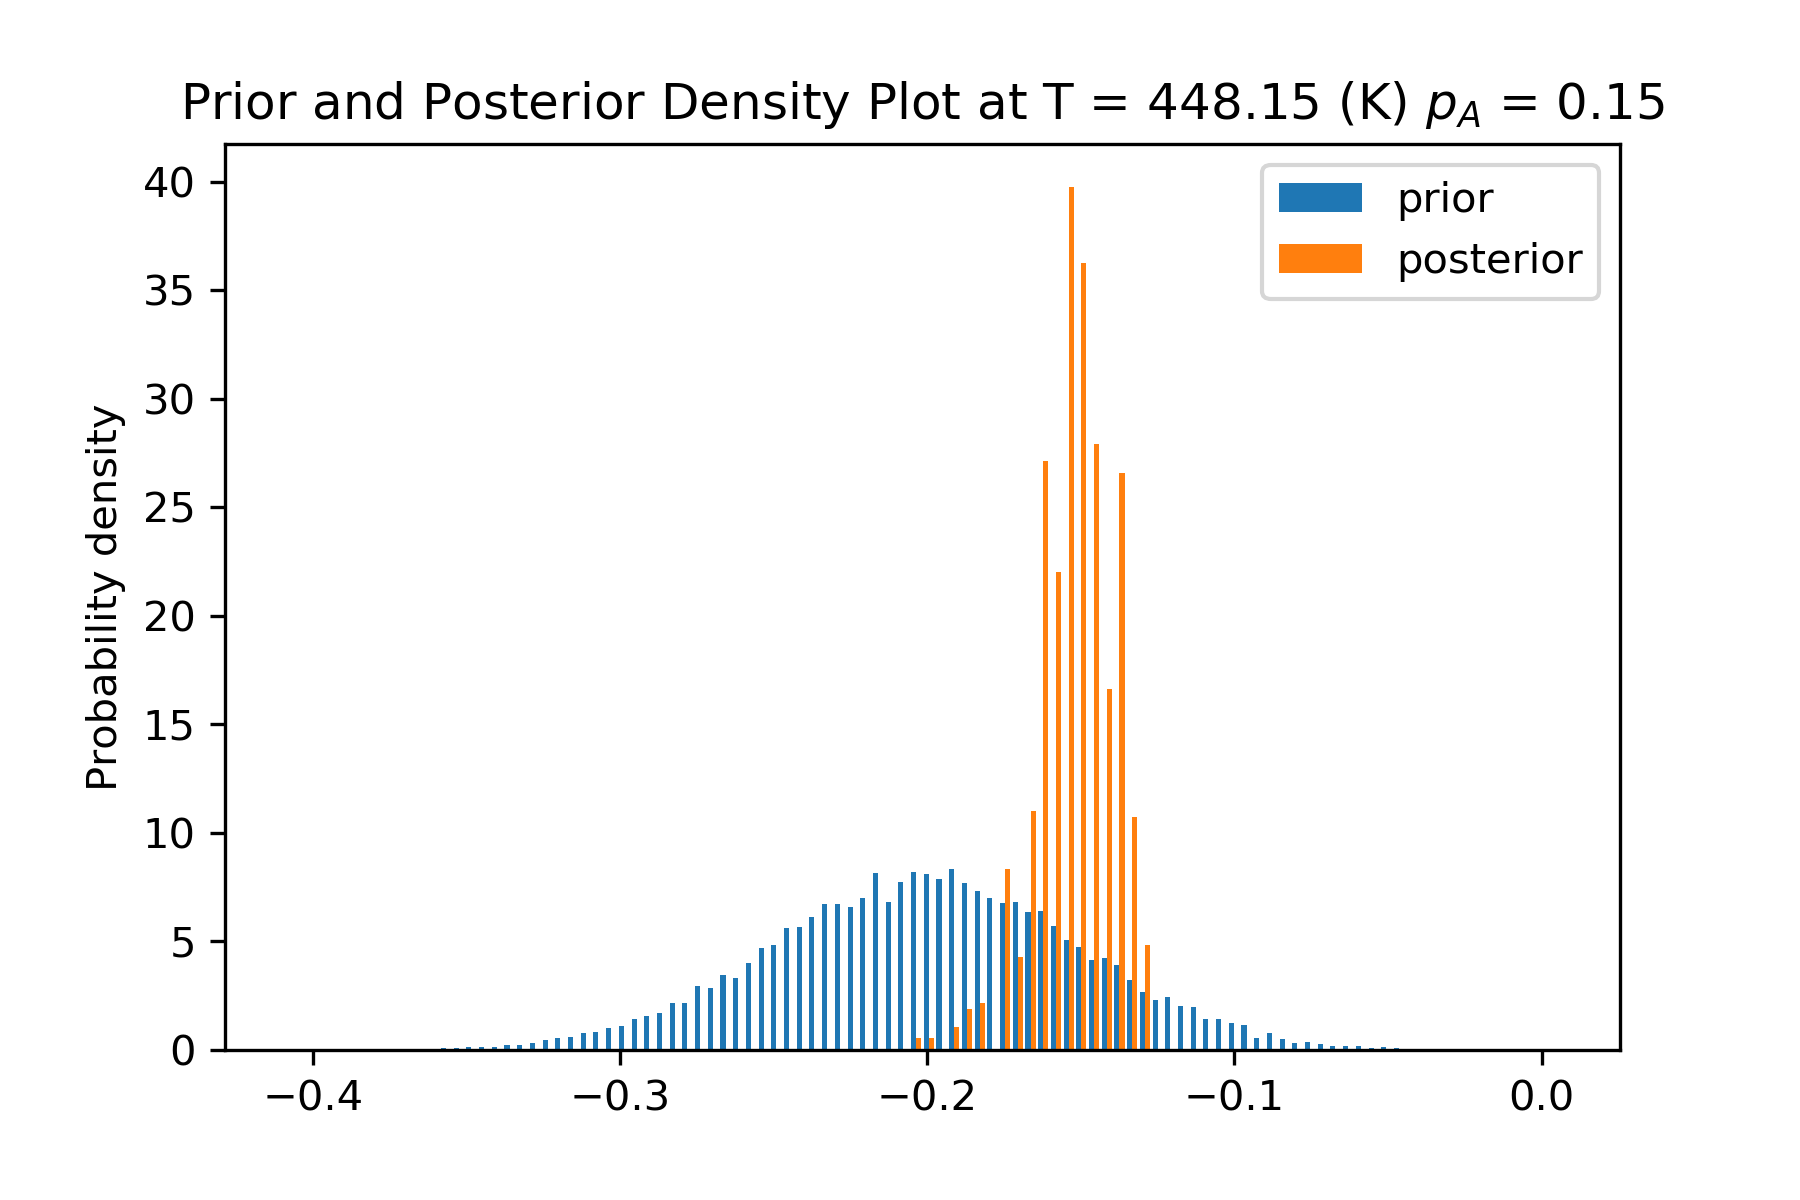 Prior and Posterior Density Plot at T = 448.15 (K) p_A = 0.15
prior
posterior
Probability density
40
35
30
25
20
15
10
5
0
−0.4 −0.3 −0.2 −0.1 0.0